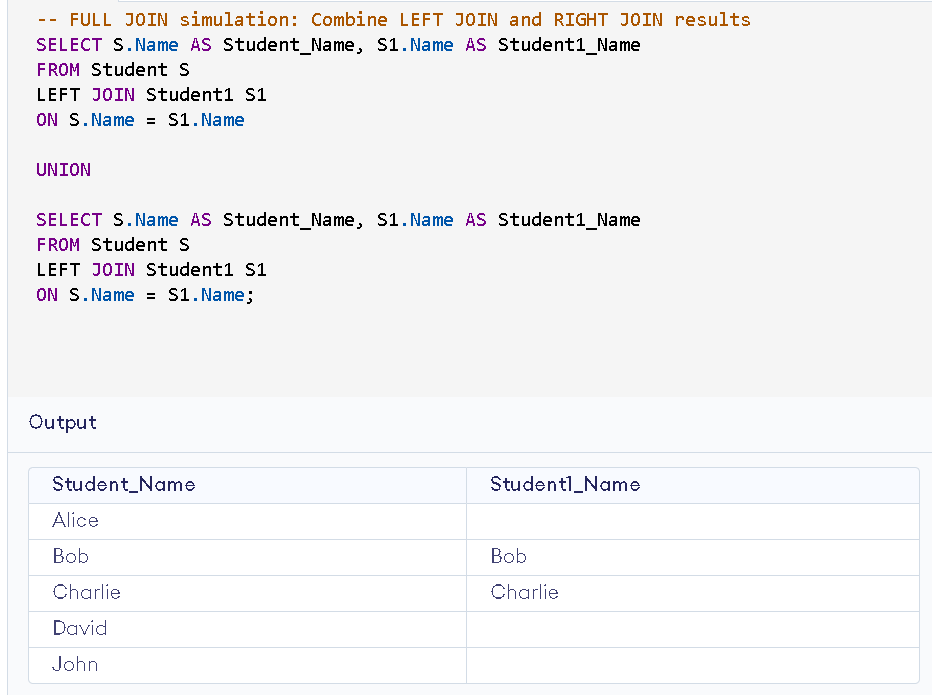 -- FULL JOIN simulation: Combine LEFT JOIN and RIGHT JOIN results
SELECT S.Name AS Student_Name, S1.Name AS Student1_Name
FROM Student S
LEFT JOIN Student1 S1
ON S.Name = S1.Name
UNION
SELECT S.Name AS Student_Name, S1.Name AS Student1_Name
FROM Student S
LEFT JOIN Student1 S1
ON S.Name = S1.Name;
Output
Student_Name Student1_Name
Alice
Bob Bob
Charlie Charlie
David
John